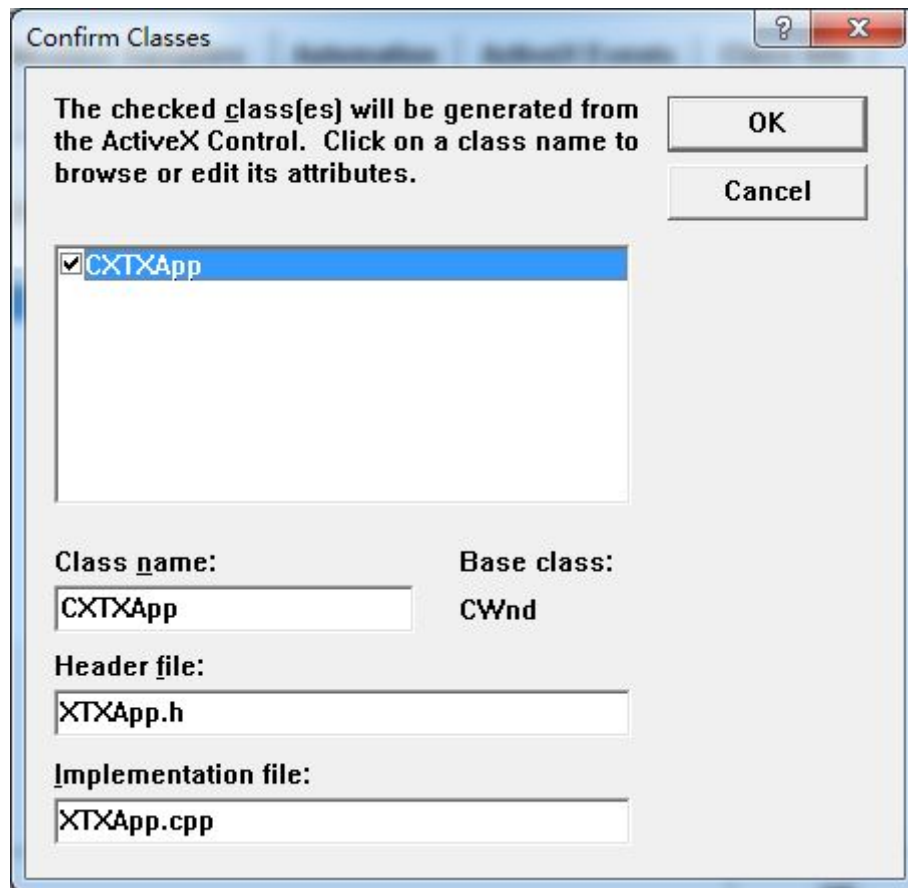 Confirm Classes
The checked class(es) will be generated from
the ActiveX Control. Click on a class name to
browse or edit its attributes.
OK
Cancel
CXTXApp
Class name:
Base class:
CXTXApp
CWnd
Header file:
XTXApp.h
Implementation file:
XTXApp.cpp